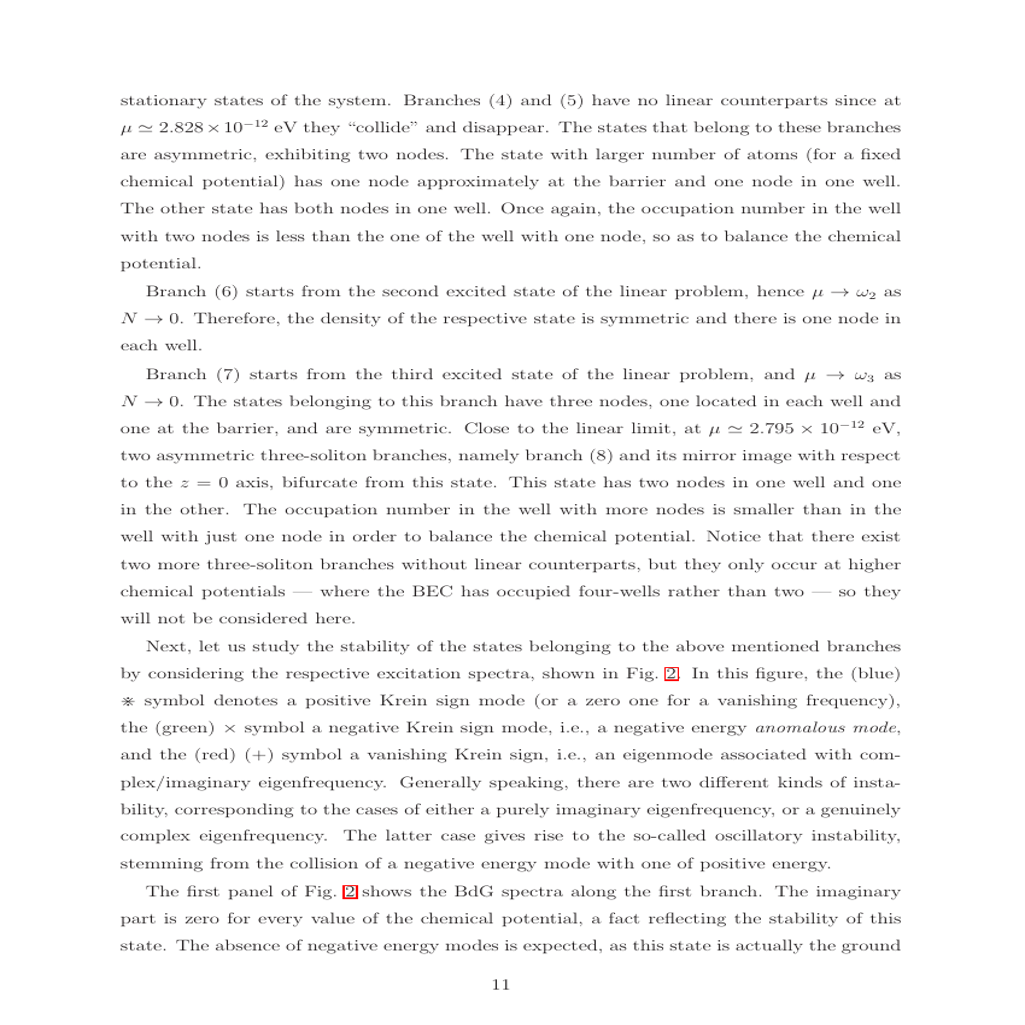 stationary states of the system. Branches (4) and (5) have no linear counterparts since at
μ ≃ 2.828 × 10⁻¹² eV they “collide” and disappear. The states that belong to these branches
are asymmetric, exhibiting two nodes. The state with larger number of atoms (for a fixed
chemical potential) has one node approximately at the barrier and one node in one well.
The other state has both nodes in one well. Once again, the occupation number in the well
with two nodes is less than the one of the well with one node, so as to balance the chemical
potential.
Branch (6) starts from the second excited state of the linear problem, hence μ → ω₂ as
N → 0. Therefore, the density of the respective state is symmetric and there is one node in
each well.
Branch (7) starts from the third excited state of the linear problem, and μ → ω₃ as
N → 0. The states belonging to this branch have three nodes, one located in each well and
one at the barrier, and are symmetric. Close to the linear limit, at μ ≃ 2.795 × 10⁻¹² eV,
two asymmetric three-soliton branches, namely branch (8) and its mirror image with respect
to the z = 0 axis, bifurcate from this state. This state has two nodes in one well and one
in the other. The occupation number in the well with more nodes is smaller than in the
well with just one node in order to balance the chemical potential. Notice that there exist
two more three-soliton branches without linear counterparts, but they only occur at higher
chemical potentials — where the BEC has occupied four-wells rather than two — so they
will not be considered here.
Next, let us study the stability of the states belonging to the above mentioned branches
by considering the respective excitation spectra, shown in Fig. 2. In this figure, the (blue)
⋇ symbol denotes a positive Krein sign mode (or a zero one for a vanishing frequency),
the (green) × symbol a negative Krein sign mode, i.e., a negative energy anomalous mode,
and the (red) (+) symbol a vanishing Krein sign, i.e., an eigenmode associated with com-
plex/imaginary eigenfrequency. Generally speaking, there are two different kinds of insta-
bility, corresponding to the cases of either a purely imaginary eigenfrequency, or a genuinely
complex eigenfrequency. The latter case gives rise to the so-called oscillatory instability,
stemming from the collision of a negative energy mode with one of positive energy.
The first panel of Fig. 2 shows the BdG spectra along the first branch. The imaginary
part is zero for every value of the chemical potential, a fact reflecting the stability of this
state. The absence of negative energy modes is expected, as this state is actually the ground
11